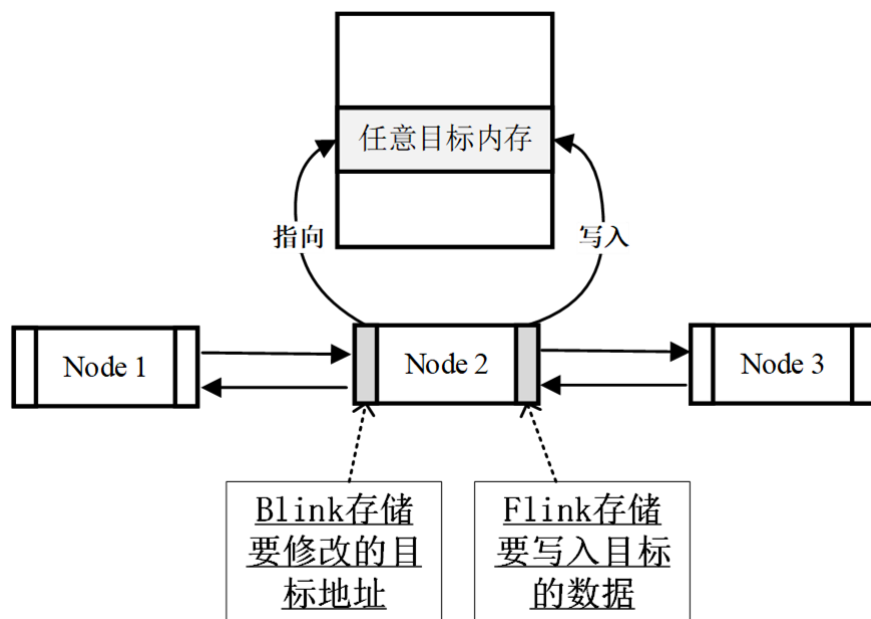 任意目标内存
指向
写入
Node 1
Node 2
Node 3
Blink存储
要修改的目
标地址
Flink存储
要写入目标
的数据